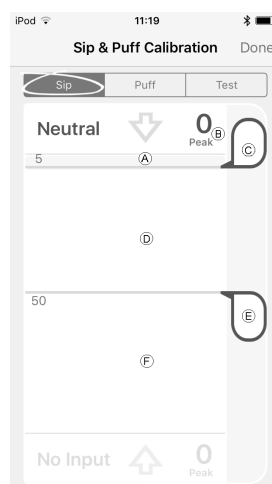 iPod 11:19
Sip & Puff Calibration Done
Sip Puff Test
Neutral 0
Peak B
5 A
C
D
50
E
F
No Input 0
Peak